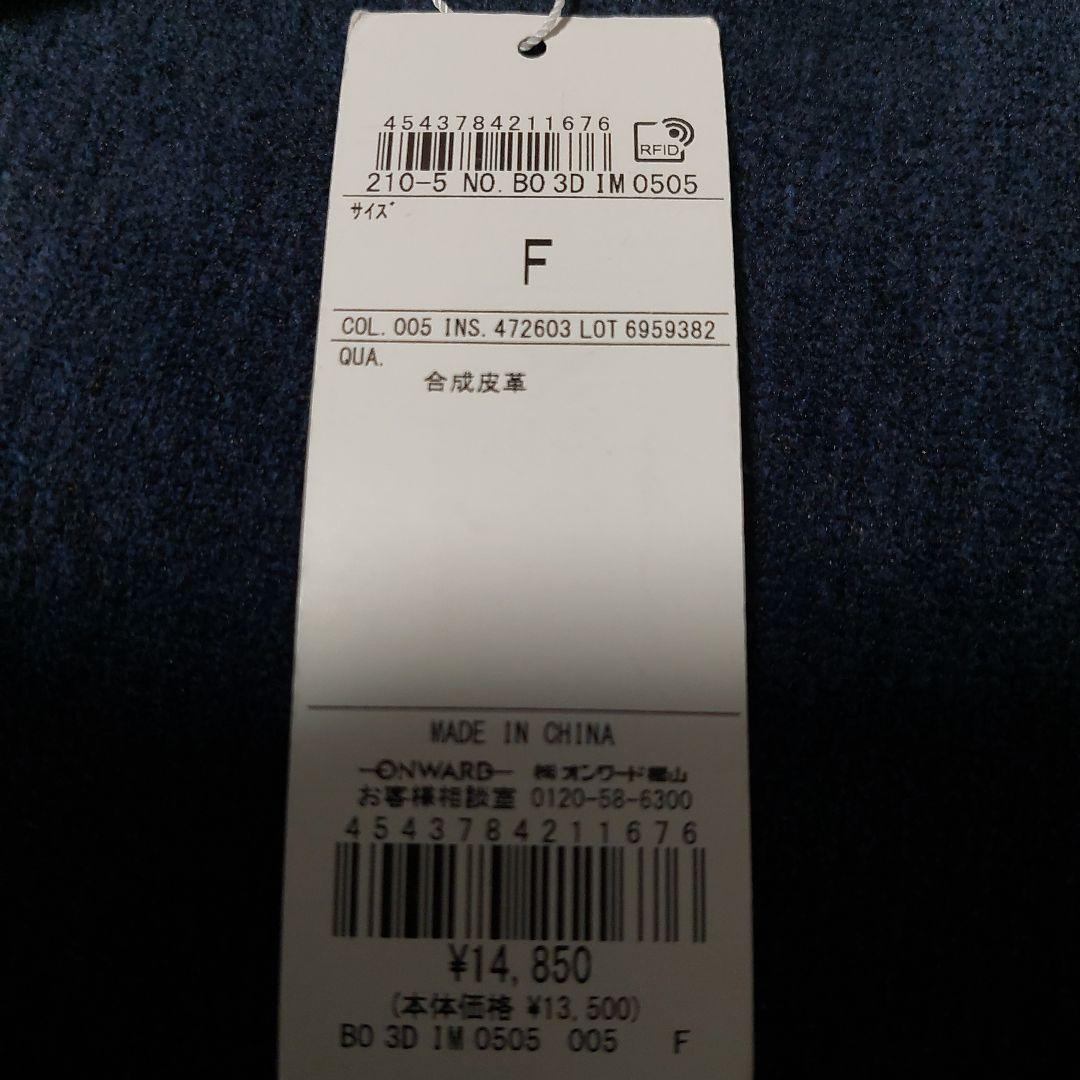 4543784211676
RFID
210-5 NO. BO 3D IM 0505
サイズ
F
COL. 005 INS. 472603 LOT 6959382
QUA.
合成皮革
MADE IN CHINA
ONWARD ㈱オンワード樫山
お客様相談室 0120-58-6300
4543784211676
¥14,850
(本体価格 ¥13,500)
BO 3D IM 0505 005 F